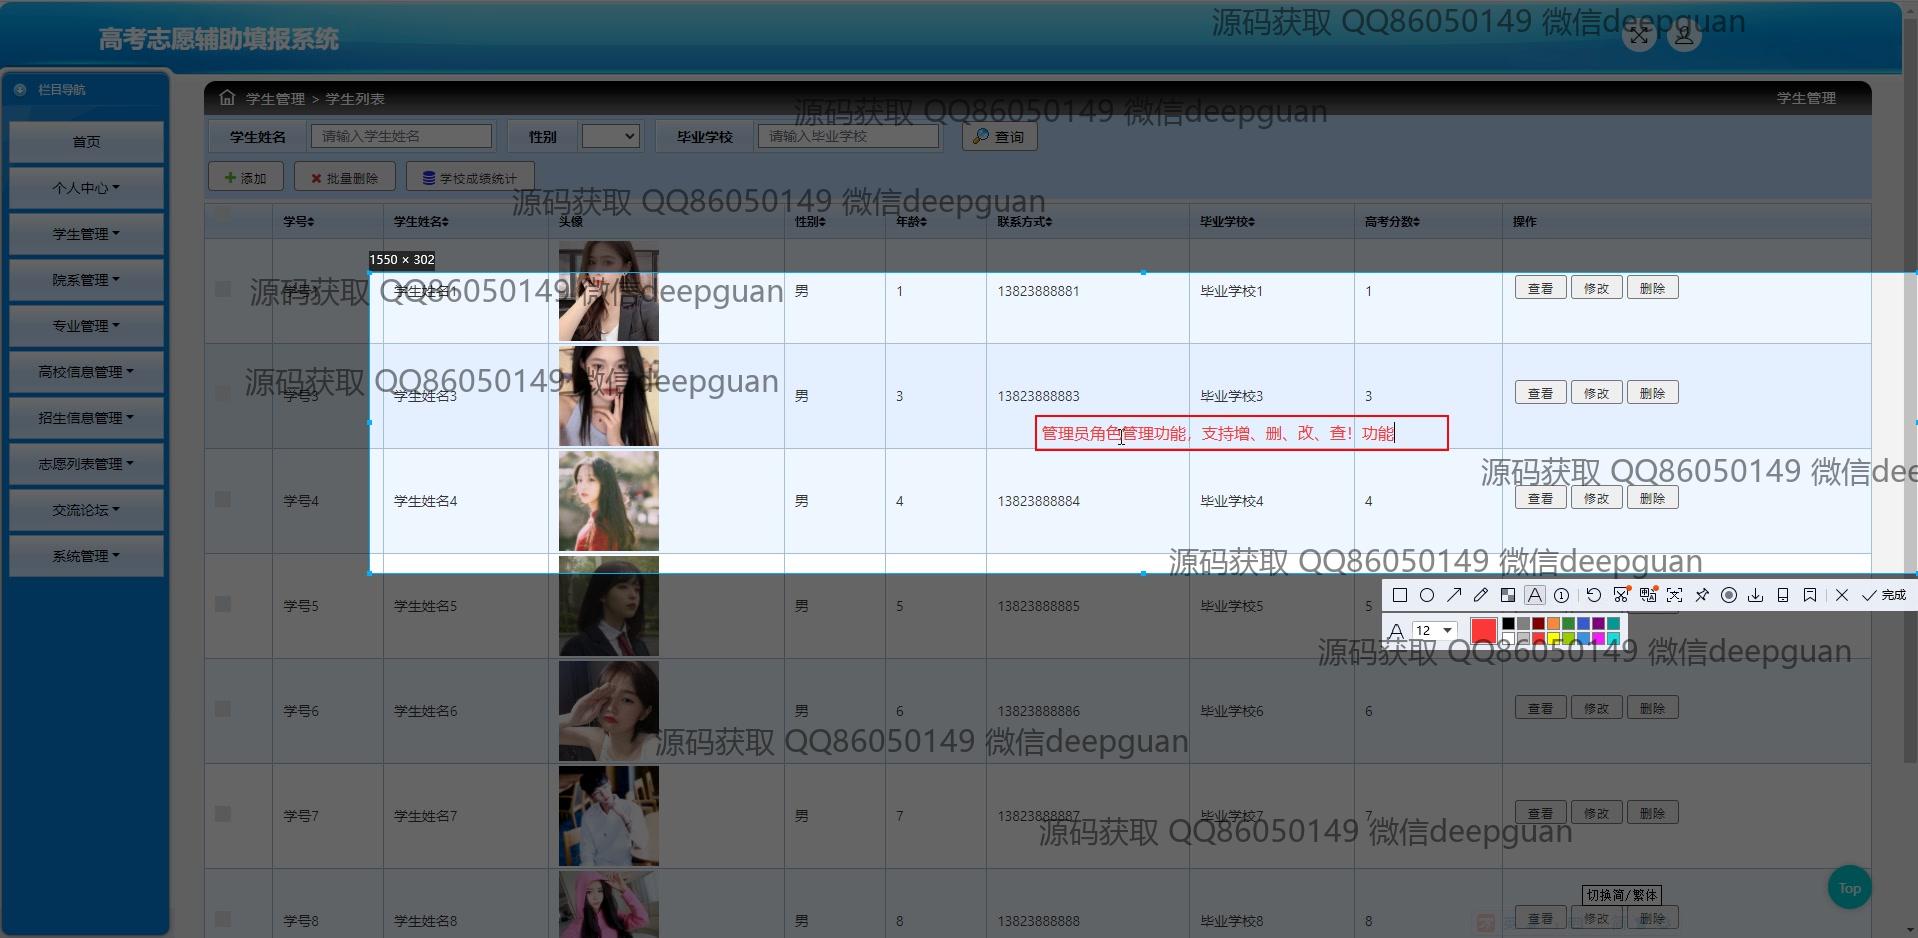 源码获取 QQ86050149 微信deepguan
高考志愿辅助填报系统
栏目导航
首页
个人中心
学生管理
院系管理
专业管理
高校信息管理
招生信息管理
志愿列表管理
交流论坛
系统管理
学生管理 > 学生列表
学生管理
源码获取 QQ86050149 微信deepguan
学生姓名 请输入学生姓名 性别 毕业学校 请输入毕业学校 查询
添加 批量删除 学校成绩统计
源码获取 QQ86050149 微信deepguan
学号 学生姓名 头像 性别 年龄 联系方式 毕业学校 高考分数 操作
1550 × 302
源码获取 QQ86050149 微信deepguan
学生姓名1 男 1 13823888881 毕业学校1 1 查看 修改 删除
源码获取 QQ86050149 微信deepguan
学号3 学生姓名3 男 3 13823888883 毕业学校3 3 查看 修改 删除
管理员角色管理功能，支持增、删、改、查！功能
源码获取 QQ86050149 微信deep
学号4 学生姓名4 男 4 13823888884 毕业学校4 4 查看 修改 删除
源码获取 QQ86050149 微信deepguan
完成
12
学号5 学生姓名5 男 5 13823888885 毕业学校5 5
源码获取 QQ86050149 微信deepguan
学号6 学生姓名6 男 6 13823888886 毕业学校6 6 查看 修改 删除
源码获取 QQ86050149 微信deepguan
学号7 学生姓名7 男 7 13823888887 毕业学校7 7 查看 修改 删除
源码获取 QQ86050149 微信deepguan
Top
切换简/繁体
学号8 学生姓名8 男 8 13823888888 毕业学校8 8 查看 修改 删除